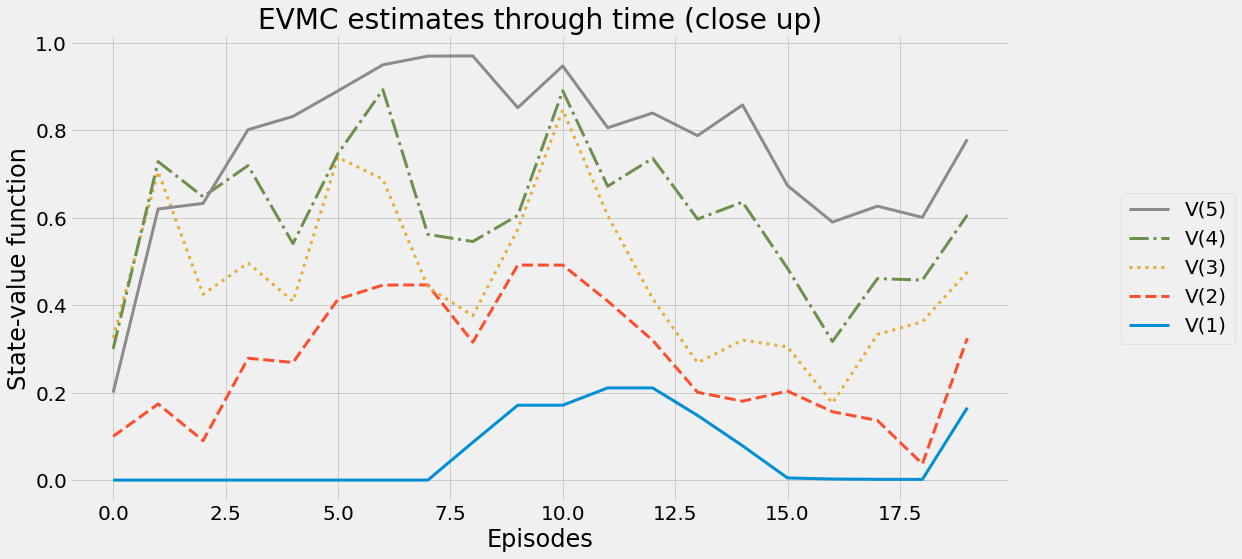 EVMC estimates through time (close up)
State-value function
1.0
0.8
0.6
0.4
0.2
0.0
0.0 2.5 5.0 7.5 10.0 12.5 15.0 17.5
Episodes
V(5)
V(4)
V(3)
V(2)
V(1)